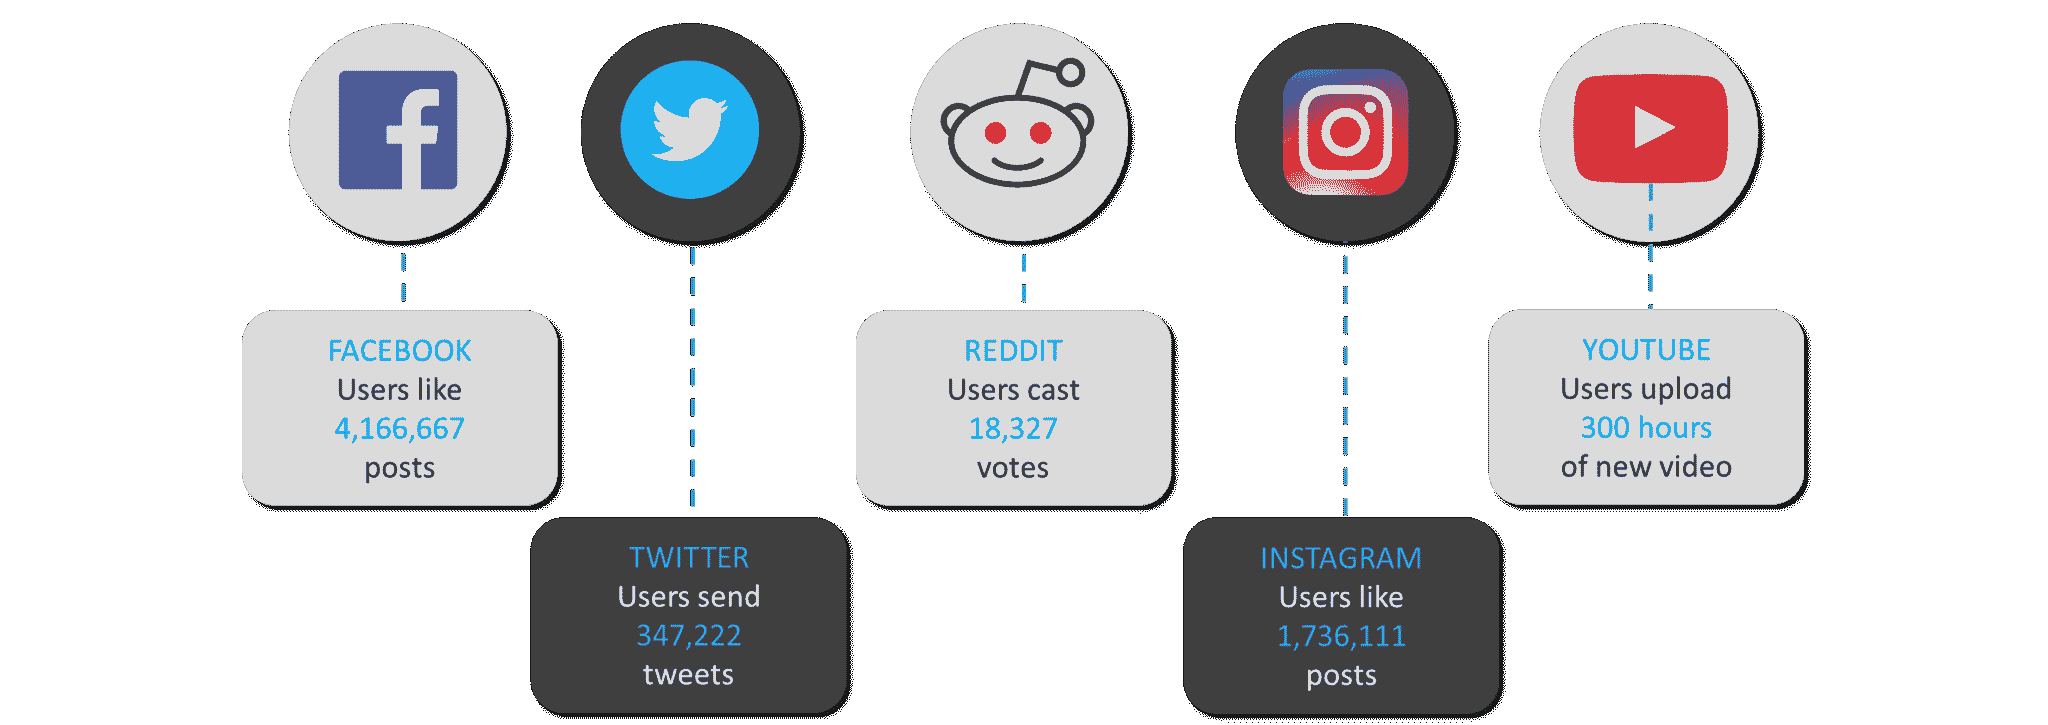 FACEBOOK
Users like
4,166,667
posts
TWITTER
Users send
347,222
tweets
REDDIT
Users cast
18,327
votes
INSTAGRAM
Users like
1,736,111
posts
YOUTUBE
Users upload
300 hours
of new video